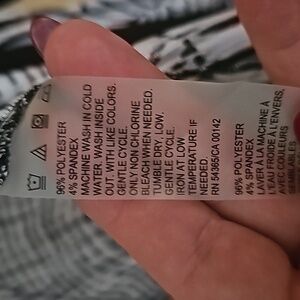 96% POLYESTER
4% SPANDEX
MACHINE WASH IN COLD
WATER, WASH INSIDE
OUT WITH LIKE COLORS.
GENTLE CYCLE.
ONLY NON CHLORINE
BLEACH WHEN NEEDED.
TUMBLE DRY, LOW.
GENTLE CYCLE.
IRON AT LOW
TEMPERATURE IF
NEEDED.
RN 54365/CA 00142
96% POLYESTER
4% SPANDEX
LAVER À LA MACHINE À
L'EAU FROIDE À L'ENVERS,
AVEC COULEURS
SEMBLABLES.